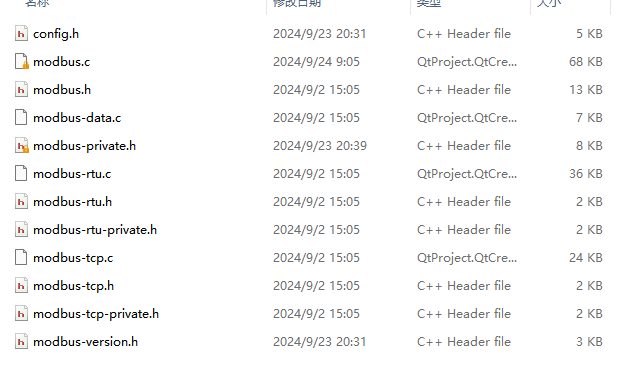 名称 修改日期 类型 大小
config.h 2024/9/23 20:31 C++ Header file 5 KB
modbus.c 2024/9/24 9:05 QtProject.QtCre... 68 KB
modbus.h 2024/9/2 15:05 C++ Header file 13 KB
modbus-data.c 2024/9/2 15:05 QtProject.QtCre... 7 KB
modbus-private.h 2024/9/23 20:39 C++ Header file 8 KB
modbus-rtu.c 2024/9/2 15:05 QtProject.QtCre... 36 KB
modbus-rtu.h 2024/9/2 15:05 C++ Header file 2 KB
modbus-rtu-private.h 2024/9/2 15:05 C++ Header file 2 KB
modbus-tcp.c 2024/9/2 15:05 QtProject.QtCre... 24 KB
modbus-tcp.h 2024/9/2 15:05 C++ Header file 2 KB
modbus-tcp-private.h 2024/9/2 15:05 C++ Header file 2 KB
modbus-version.h 2024/9/23 20:31 C++ Header file 3 KB